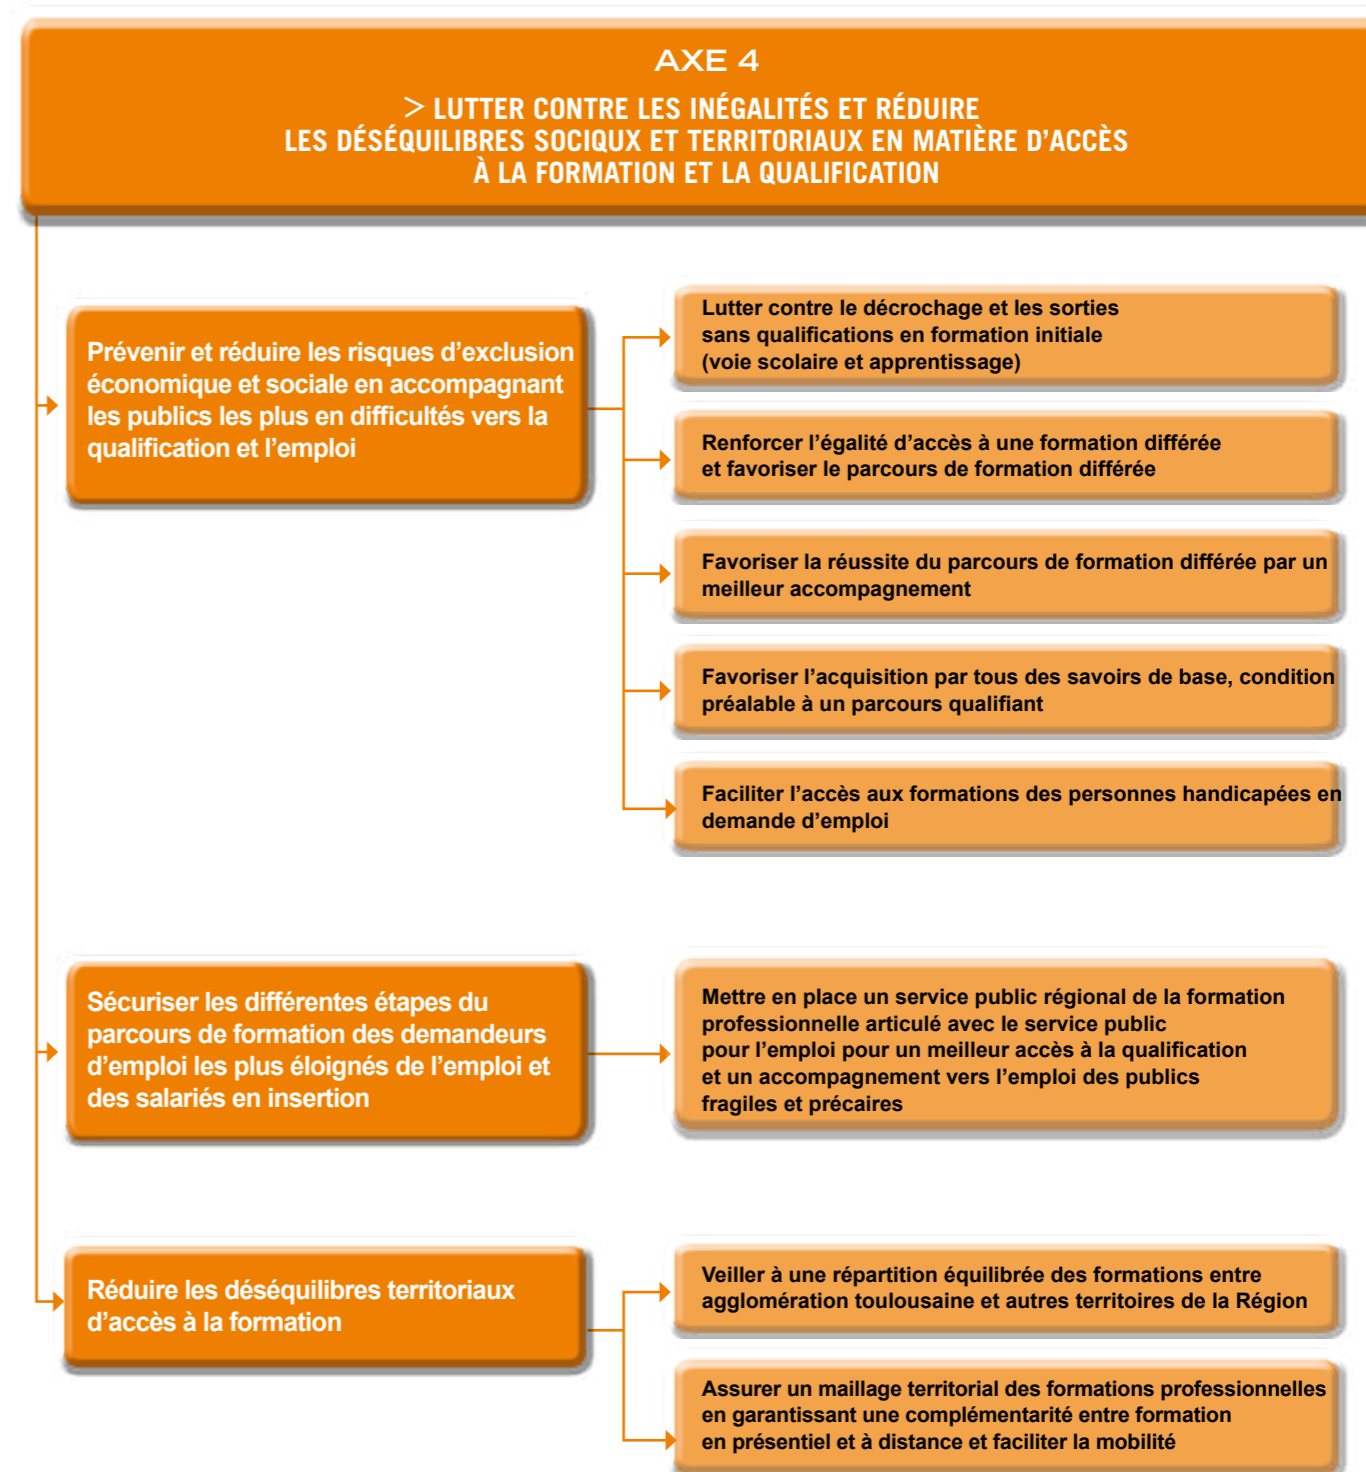 AXE 4
> LUTTER CONTRE LES INÉGALITÉS ET RÉDUIRE
LES DÉSÉQUILIBRES SOCIQUX ET TERRITORIAUX EN MATIÈRE D’ACCÈS
À LA FORMATION ET LA QUALIFICATION
Prévenir et réduire les risques d’exclusion
économique et sociale en accompagnant
les publics les plus en difficultés vers la
qualification et l’emploi
Lutter contre le décrochage et les sorties
sans qualifications en formation initiale
(voie scolaire et apprentissage)
Renforcer l’égalité d’accès à une formation différée
et favoriser le parcours de formation différée
Favoriser la réussite du parcours de formation différée par un
meilleur accompagnement
Favoriser l’acquisition par tous des savoirs de base, condition
préalable à un parcours qualifiant
Faciliter l’accès aux formations des personnes handicapées en
demande d’emploi
Sécuriser les différentes étapes du
parcours de formation des demandeurs
d’emploi les plus éloignés de l’emploi et
des salariés en insertion
Mettre en place un service public régional de la formation
professionnelle articulé avec le service public
pour l’emploi pour un meilleur accès à la qualification
et un accompagnement vers l’emploi des publics
fragiles et précaires
Réduire les déséquilibres territoriaux
d’accès à la formation
Veiller à une répartition équilibrée des formations entre
agglomération toulousaine et autres territoires de la Région
Assurer un maillage territorial des formations professionnelles
en garantissant une complémentarité entre formation
en présentiel et à distance et faciliter la mobilité